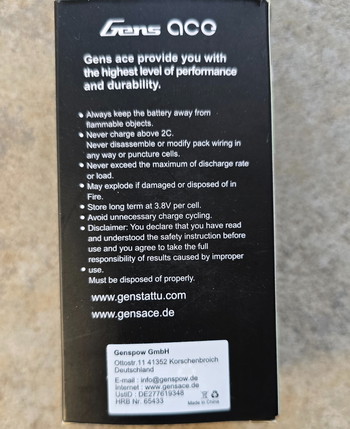 Gens ace
Gens ace provide you with
the highest level of performance
and durability.
• Always keep the battery away from
flammable objects.
• Never charge above 2C.
Never disassemble or modify pack wiring in
any way or puncture cells.
• Never exceed the maximum of discharge rate
or load.
• May explode if damaged or disposed of in
Fire.
• Store long term at 3.8V per cell.
• Avoid unnecessary charge cycling.
• Disclaimer: You declare that you have read
and understood the safety instruction before
use and you agree to take the full
responsibility of results caused by improper
• use.
Must be disposed of properly.
www.genstattu.com
www.gensace.de
Genspow GmbH
Ottostr.11 41352 Korschenbroich
Deutschland
E-mail : info@genspow.de
Internet : www.gensace.de
UstID : DE277619348
HRB Nr. 65433
Made in China